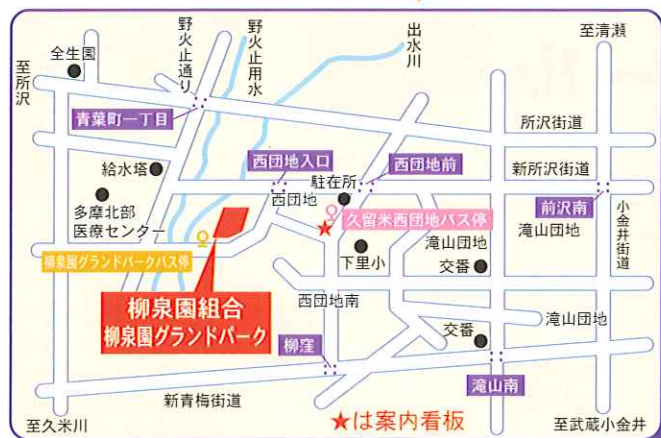 至清瀬
出水川
野火止用水
野火止通り
全生園
至所沢
青葉町一丁目
所沢街道
西団地入口
西団地前
新所沢街道
給水塔
駐在所
西団地
前沢南
多摩北部
医療センター
久留米西団地バス停
小金井街道
滝山団地
滝山団地
柳泉園グランドパークバス停
下里小
交番
柳泉園組合
柳泉園グランドパーク
西団地南
滝山団地
交番
柳窪
滝山南
新青梅街道
至久米川
★は案内看板
至武蔵小金井